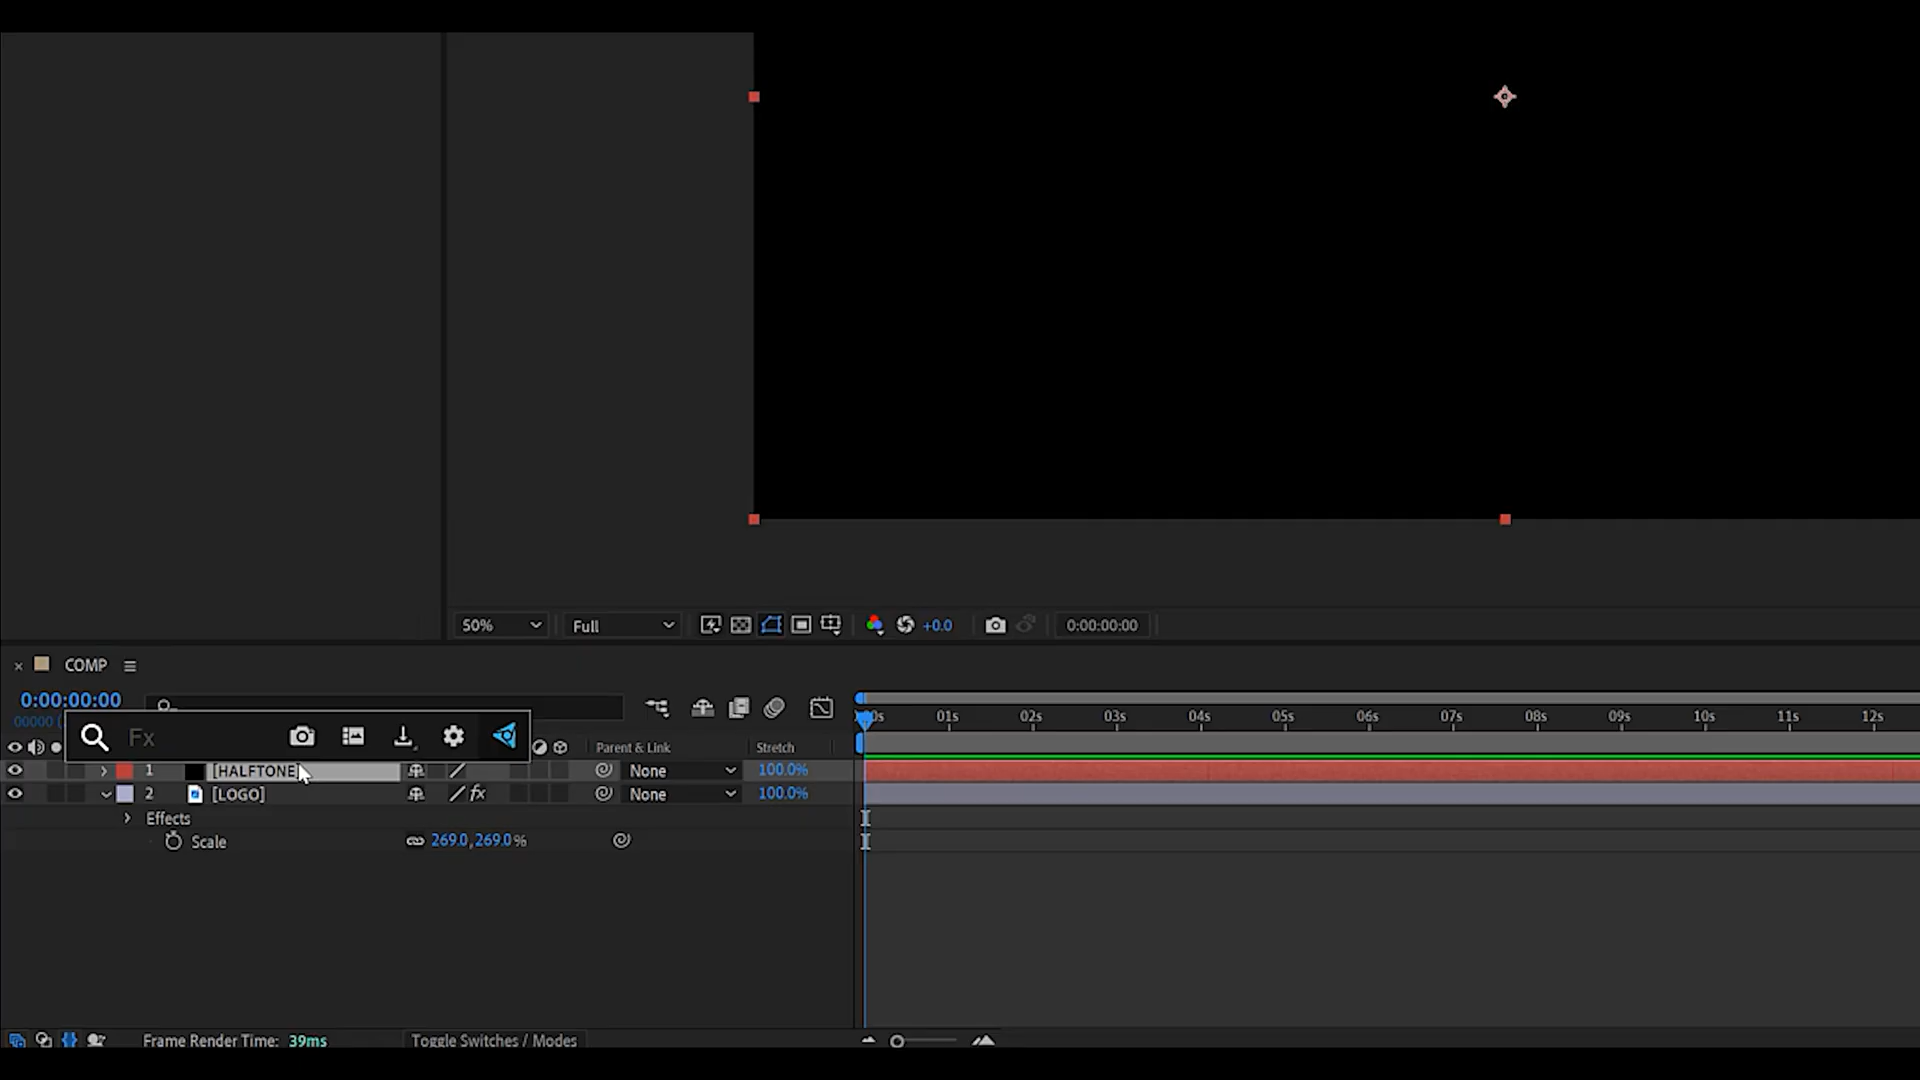 50%
Full
+0.0
0:00:00:00
COMP
0:00:00:00
00000
Fx
Parent & Link
Stretch
01s
02s
03s
04s
05s
06s
07s
08s
09s
10s
11s
12s
1
[HALFTONE]
None
100.0%
2
[LOGO]
fx
None
100.0%
Effects
Scale
269.0,269.0%
Frame Render Time: 39ms
Toggle Switches / Modes